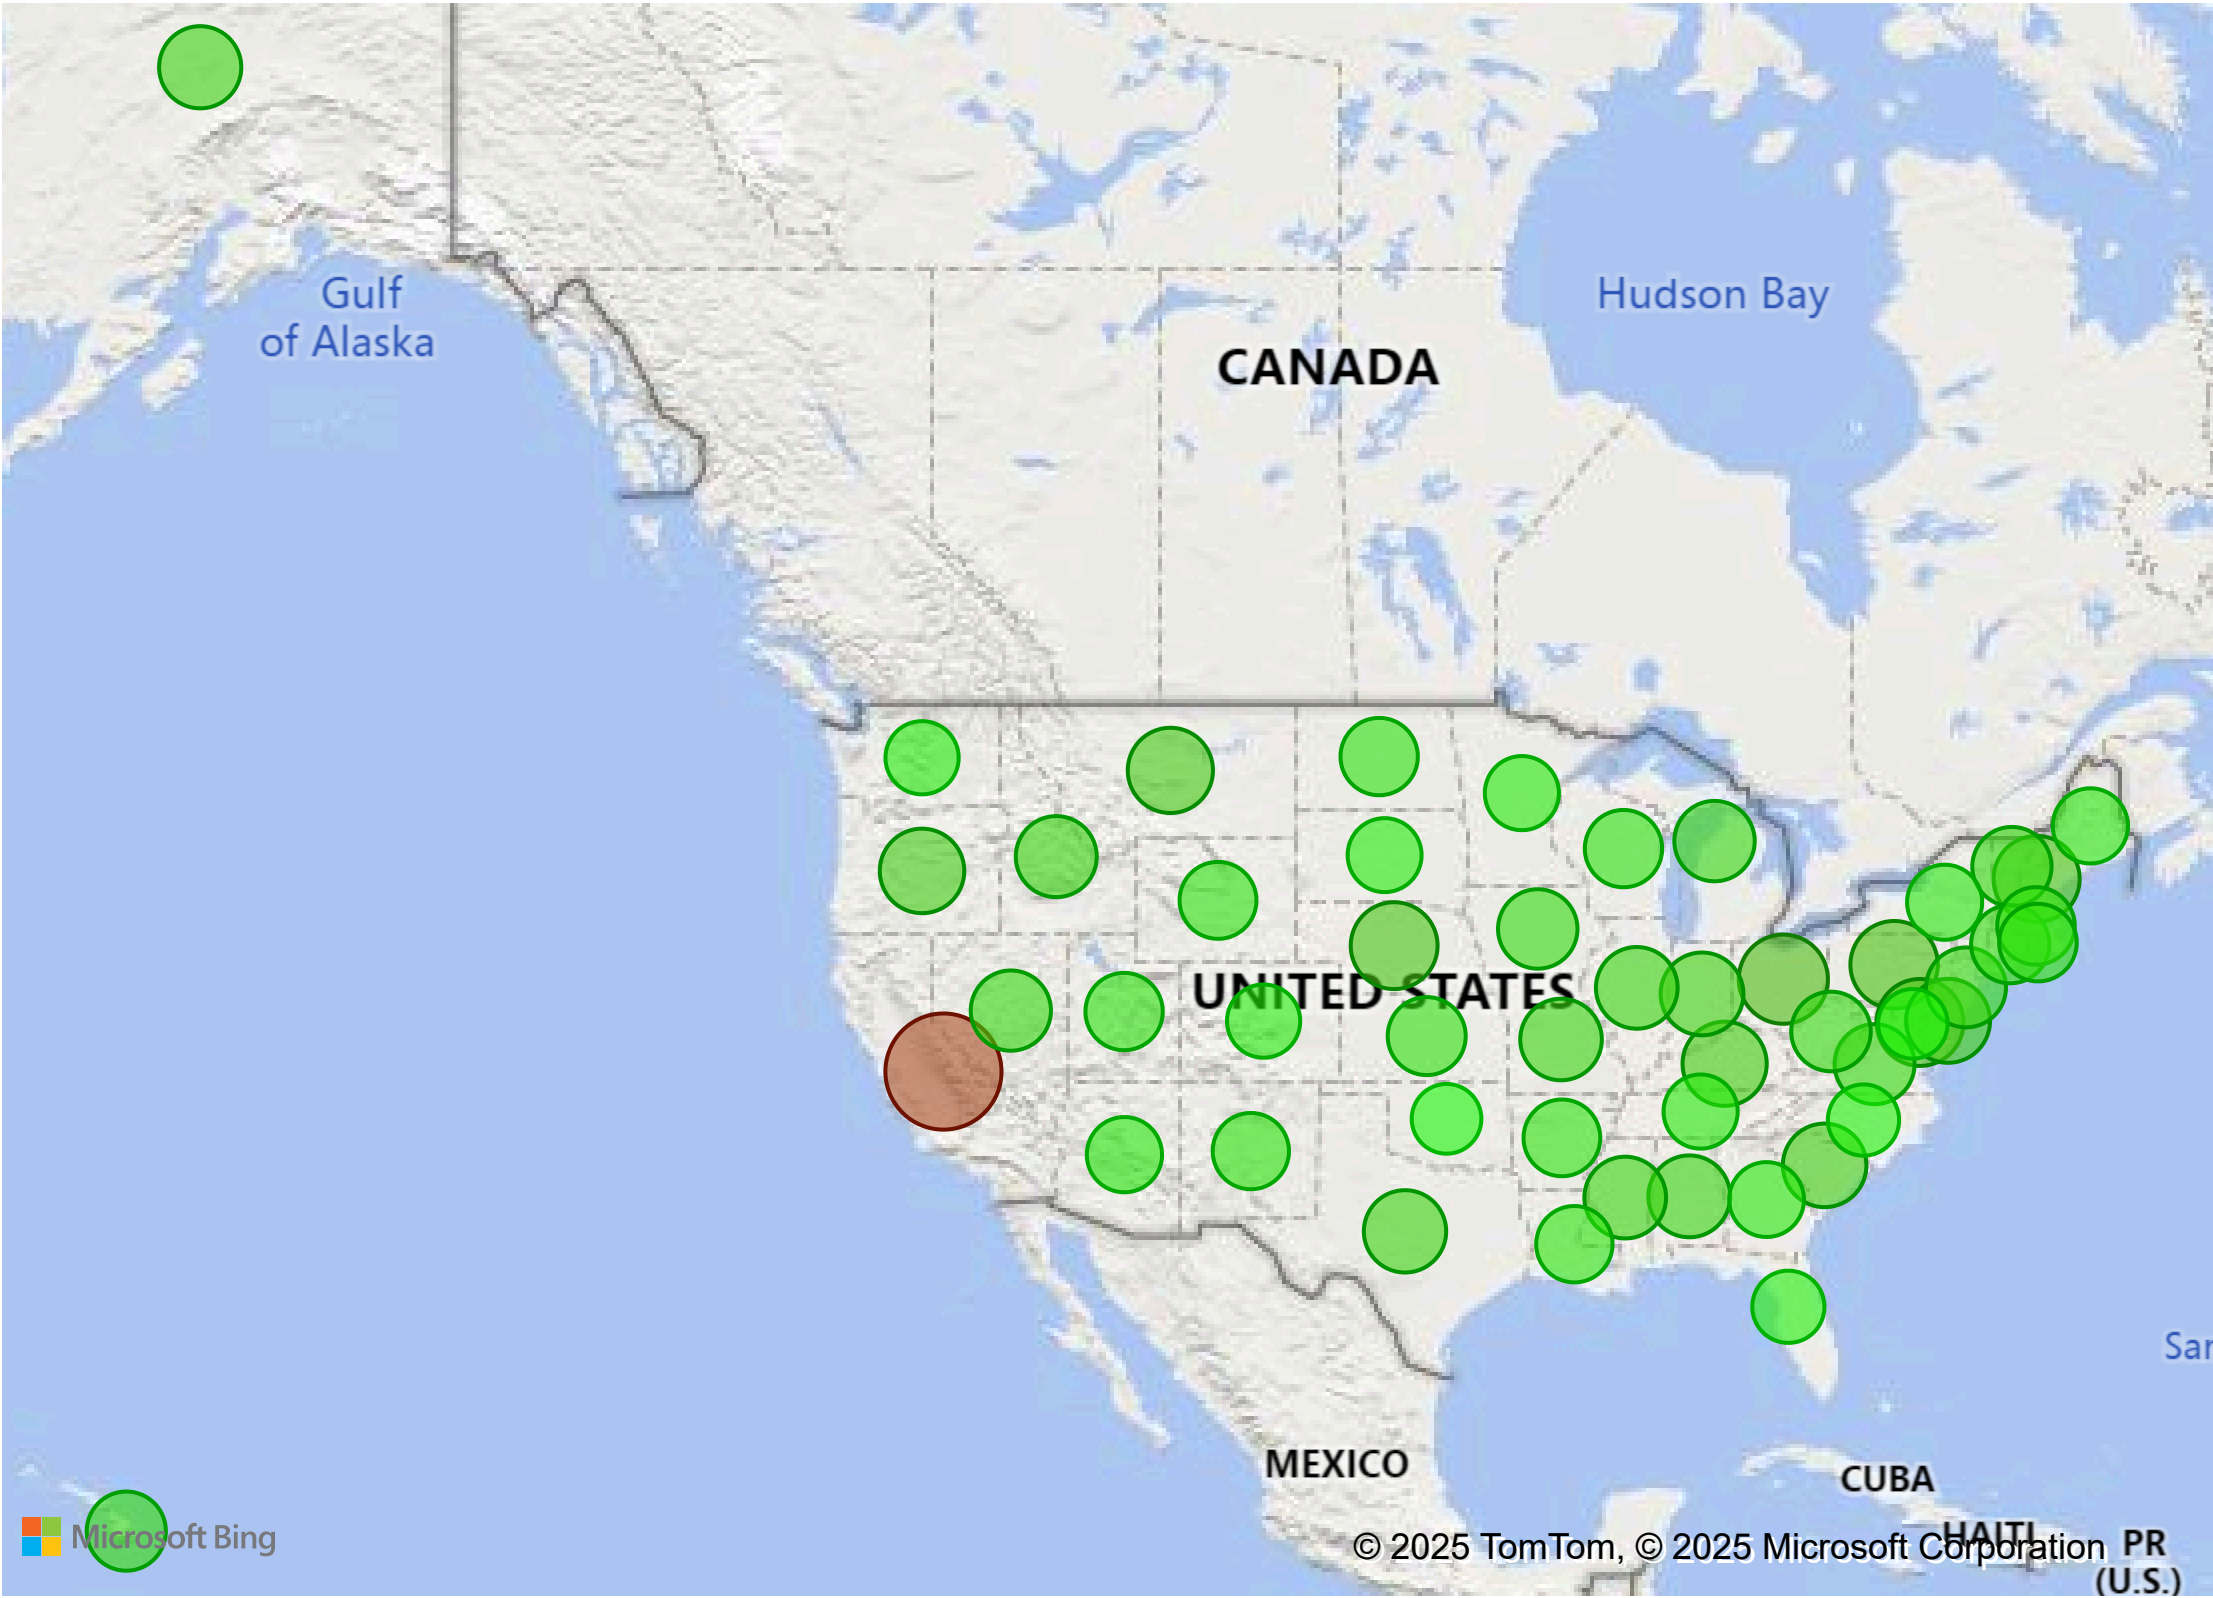 Gulf
of Alaska
Hudson Bay
CANADA
UNITED STATES
San
MEXICO
CUBA
HAITI
PR
(U.S.)
Microsoft Bing
© 2025 TomTom, © 2025 Microsoft Corporation